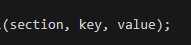 (section, key, value);